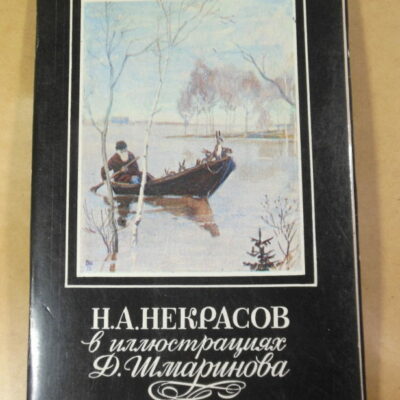 Н.А.НЕКРАСОВ
в иллюстрациях
Д.Шмаринова